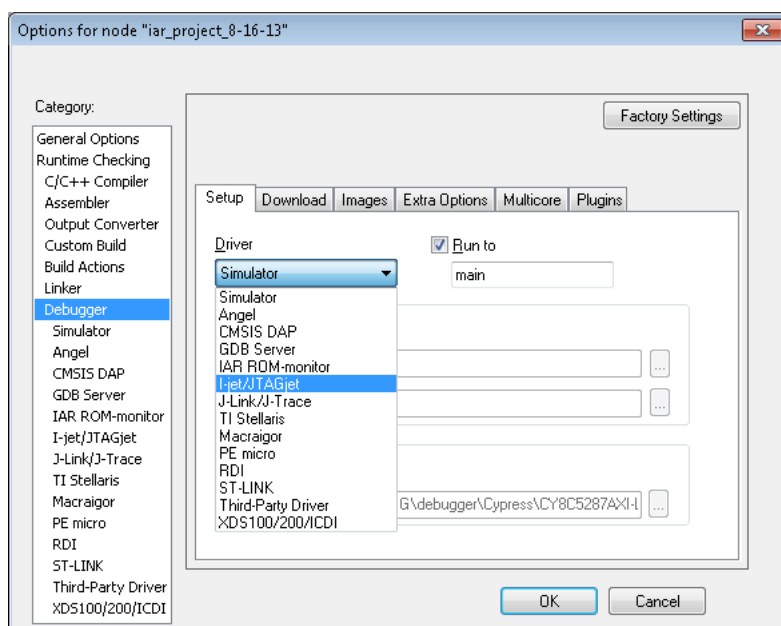 Options for node "iar_project_8-16-13"
Category:
General Options
Runtime Checking
C/C++ Compiler
Assembler
Output Converter
Custom Build
Build Actions
Linker
Debugger
Simulator
Angel
CMSIS DAP
GDB Server
IAR ROM-monitor
I-jet/JTAGjet
J-Link/J-Trace
TI Stellaris
Macraigor
PE micro
RDI
ST-LINK
Third-Party Driver
XDS100/200/ICDI
Factory Settings
Setup Download Images Extra Options Multicore Plugins
Driver Run to
Simulator main
Simulator
Angel
CMSIS DAP
GDB Server
IAR ROM-monitor
I-jet/JTAGjet ...
J-Link/J-Trace ...
TI Stellaris
Macraigor
PE micro
RDI
ST-LINK
Third-Party Driver G\debugger\Cypress\CY8C5287AXI-L ...
XDS100/200/ICDI
OK Cancel